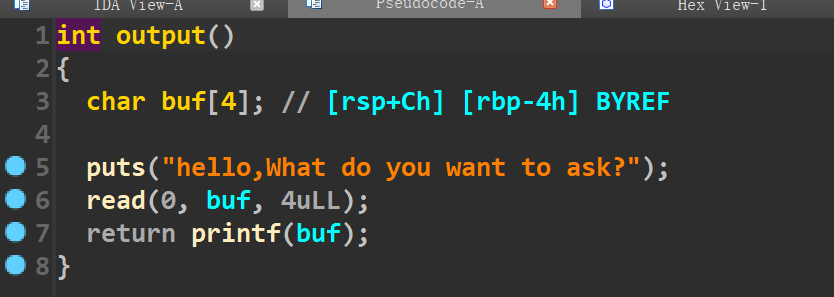 IDA View-A Pseudocode-A Hex View-1
1 int output()
2 {
3 char buf[4]; // [rsp+Ch] [rbp-4h] BYREF
4
5 puts("hello,What do you want to ask?");
6 read(0, buf, 4uLL);
7 return printf(buf);
8 }